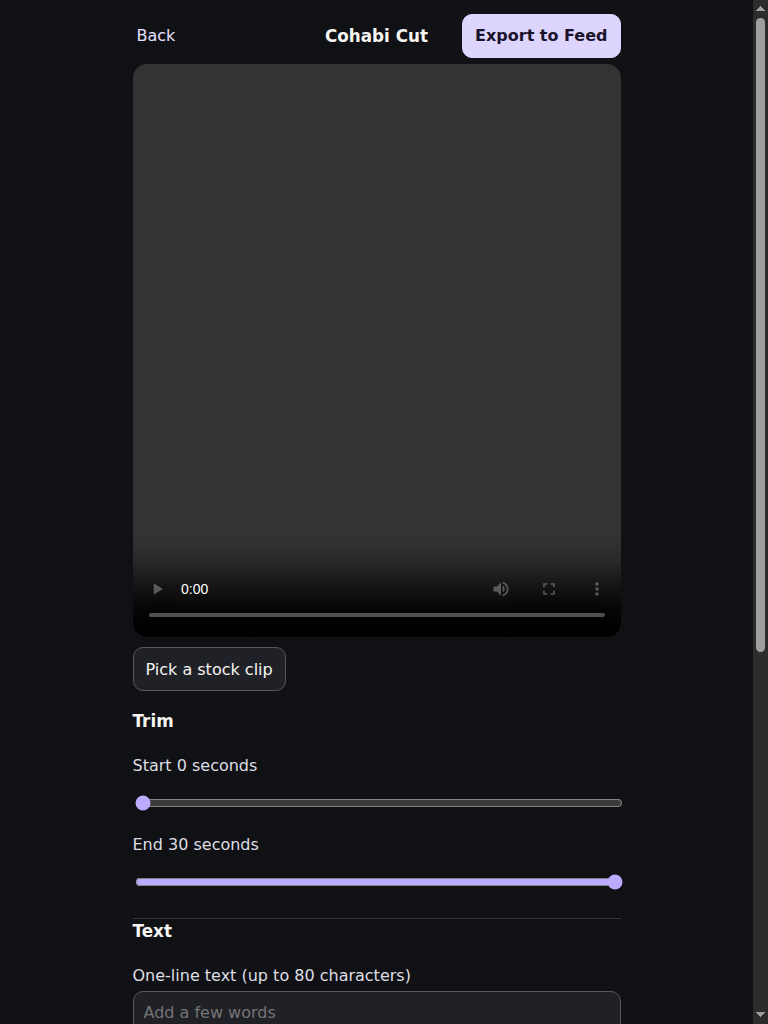 Back
Cohabi Cut
Export to Feed
0:00
Pick a stock clip
Trim
Start 0 seconds
End 30 seconds
Text
One-line text (up to 80 characters)
Add a few words